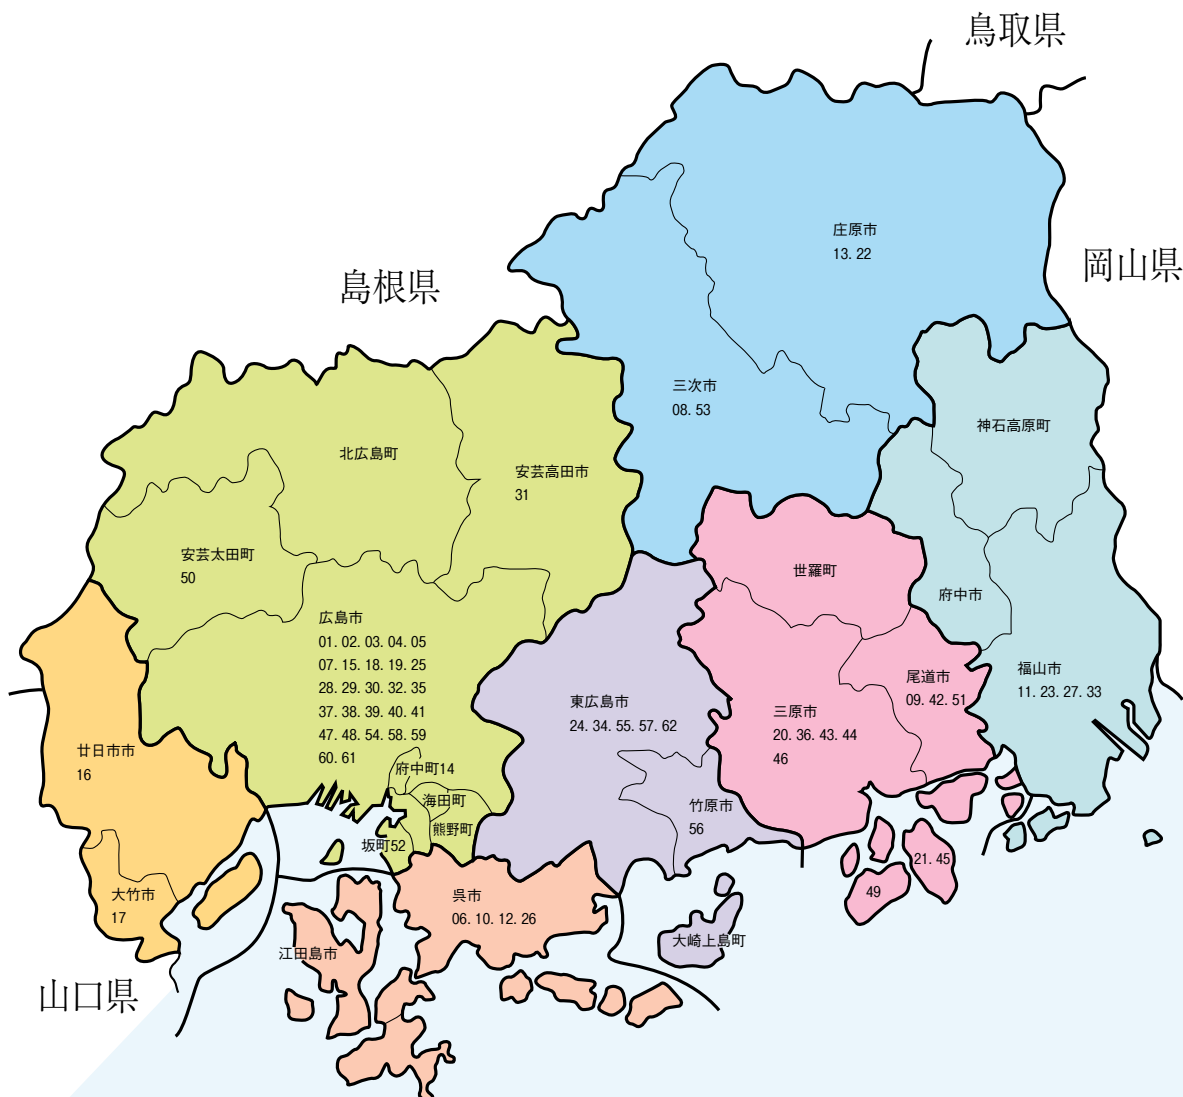 鳥取県
庄原市
13. 22
岡山県
島根県
三次市
08. 53
神石高原町
北広島町
安芸高田市
31
安芸太田町
50
世羅町
府中市
広島市
01. 02. 03. 04. 05
07. 15. 18. 19. 25
28. 29. 30. 32. 35
37. 38. 39. 40. 41
47. 48. 54. 58. 59
60. 61
福山市
11. 23. 27. 33
尾道市
09. 42. 51
東広島市
24. 34. 55. 57. 62
三原市
20. 36. 43. 44
46
廿日市市
16
府中町14
海田町
熊野町
坂町52
竹原市
56
21. 45
49
大竹市
17
呉市
06. 10. 12. 26
大崎上島町
江田島市
山口県